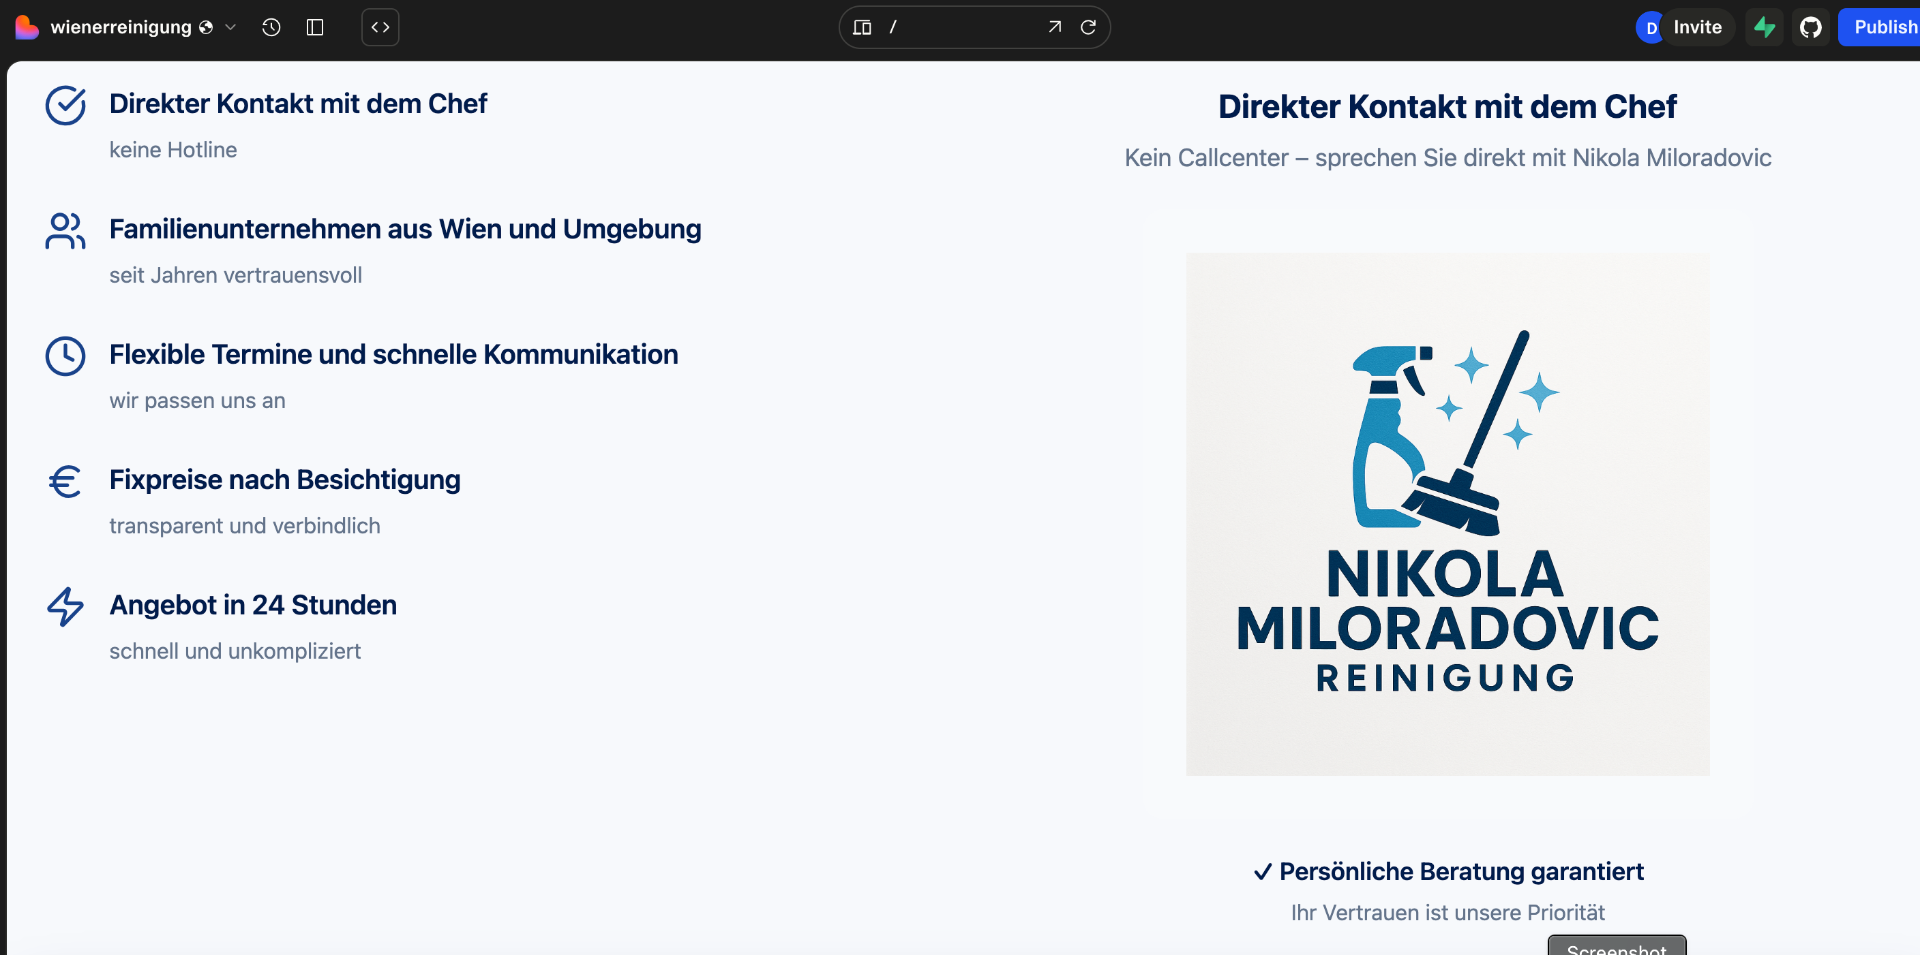 wienerreinigung
/
D
Invite
Publish
Direkter Kontakt mit dem Chef
keine Hotline
Familienunternehmen aus Wien und Umgebung
seit Jahren vertrauensvoll
Flexible Termine und schnelle Kommunikation
wir passen uns an
Fixpreise nach Besichtigung
transparent und verbindlich
Angebot in 24 Stunden
schnell und unkompliziert
Direkter Kontakt mit dem Chef
Kein Callcenter – sprechen Sie direkt mit Nikola Miloradovic
NIKOLA
MILORADOVIC
REINIGUNG
✓ Persönliche Beratung garantiert
Ihr Vertrauen ist unsere Priorität
Screenshot